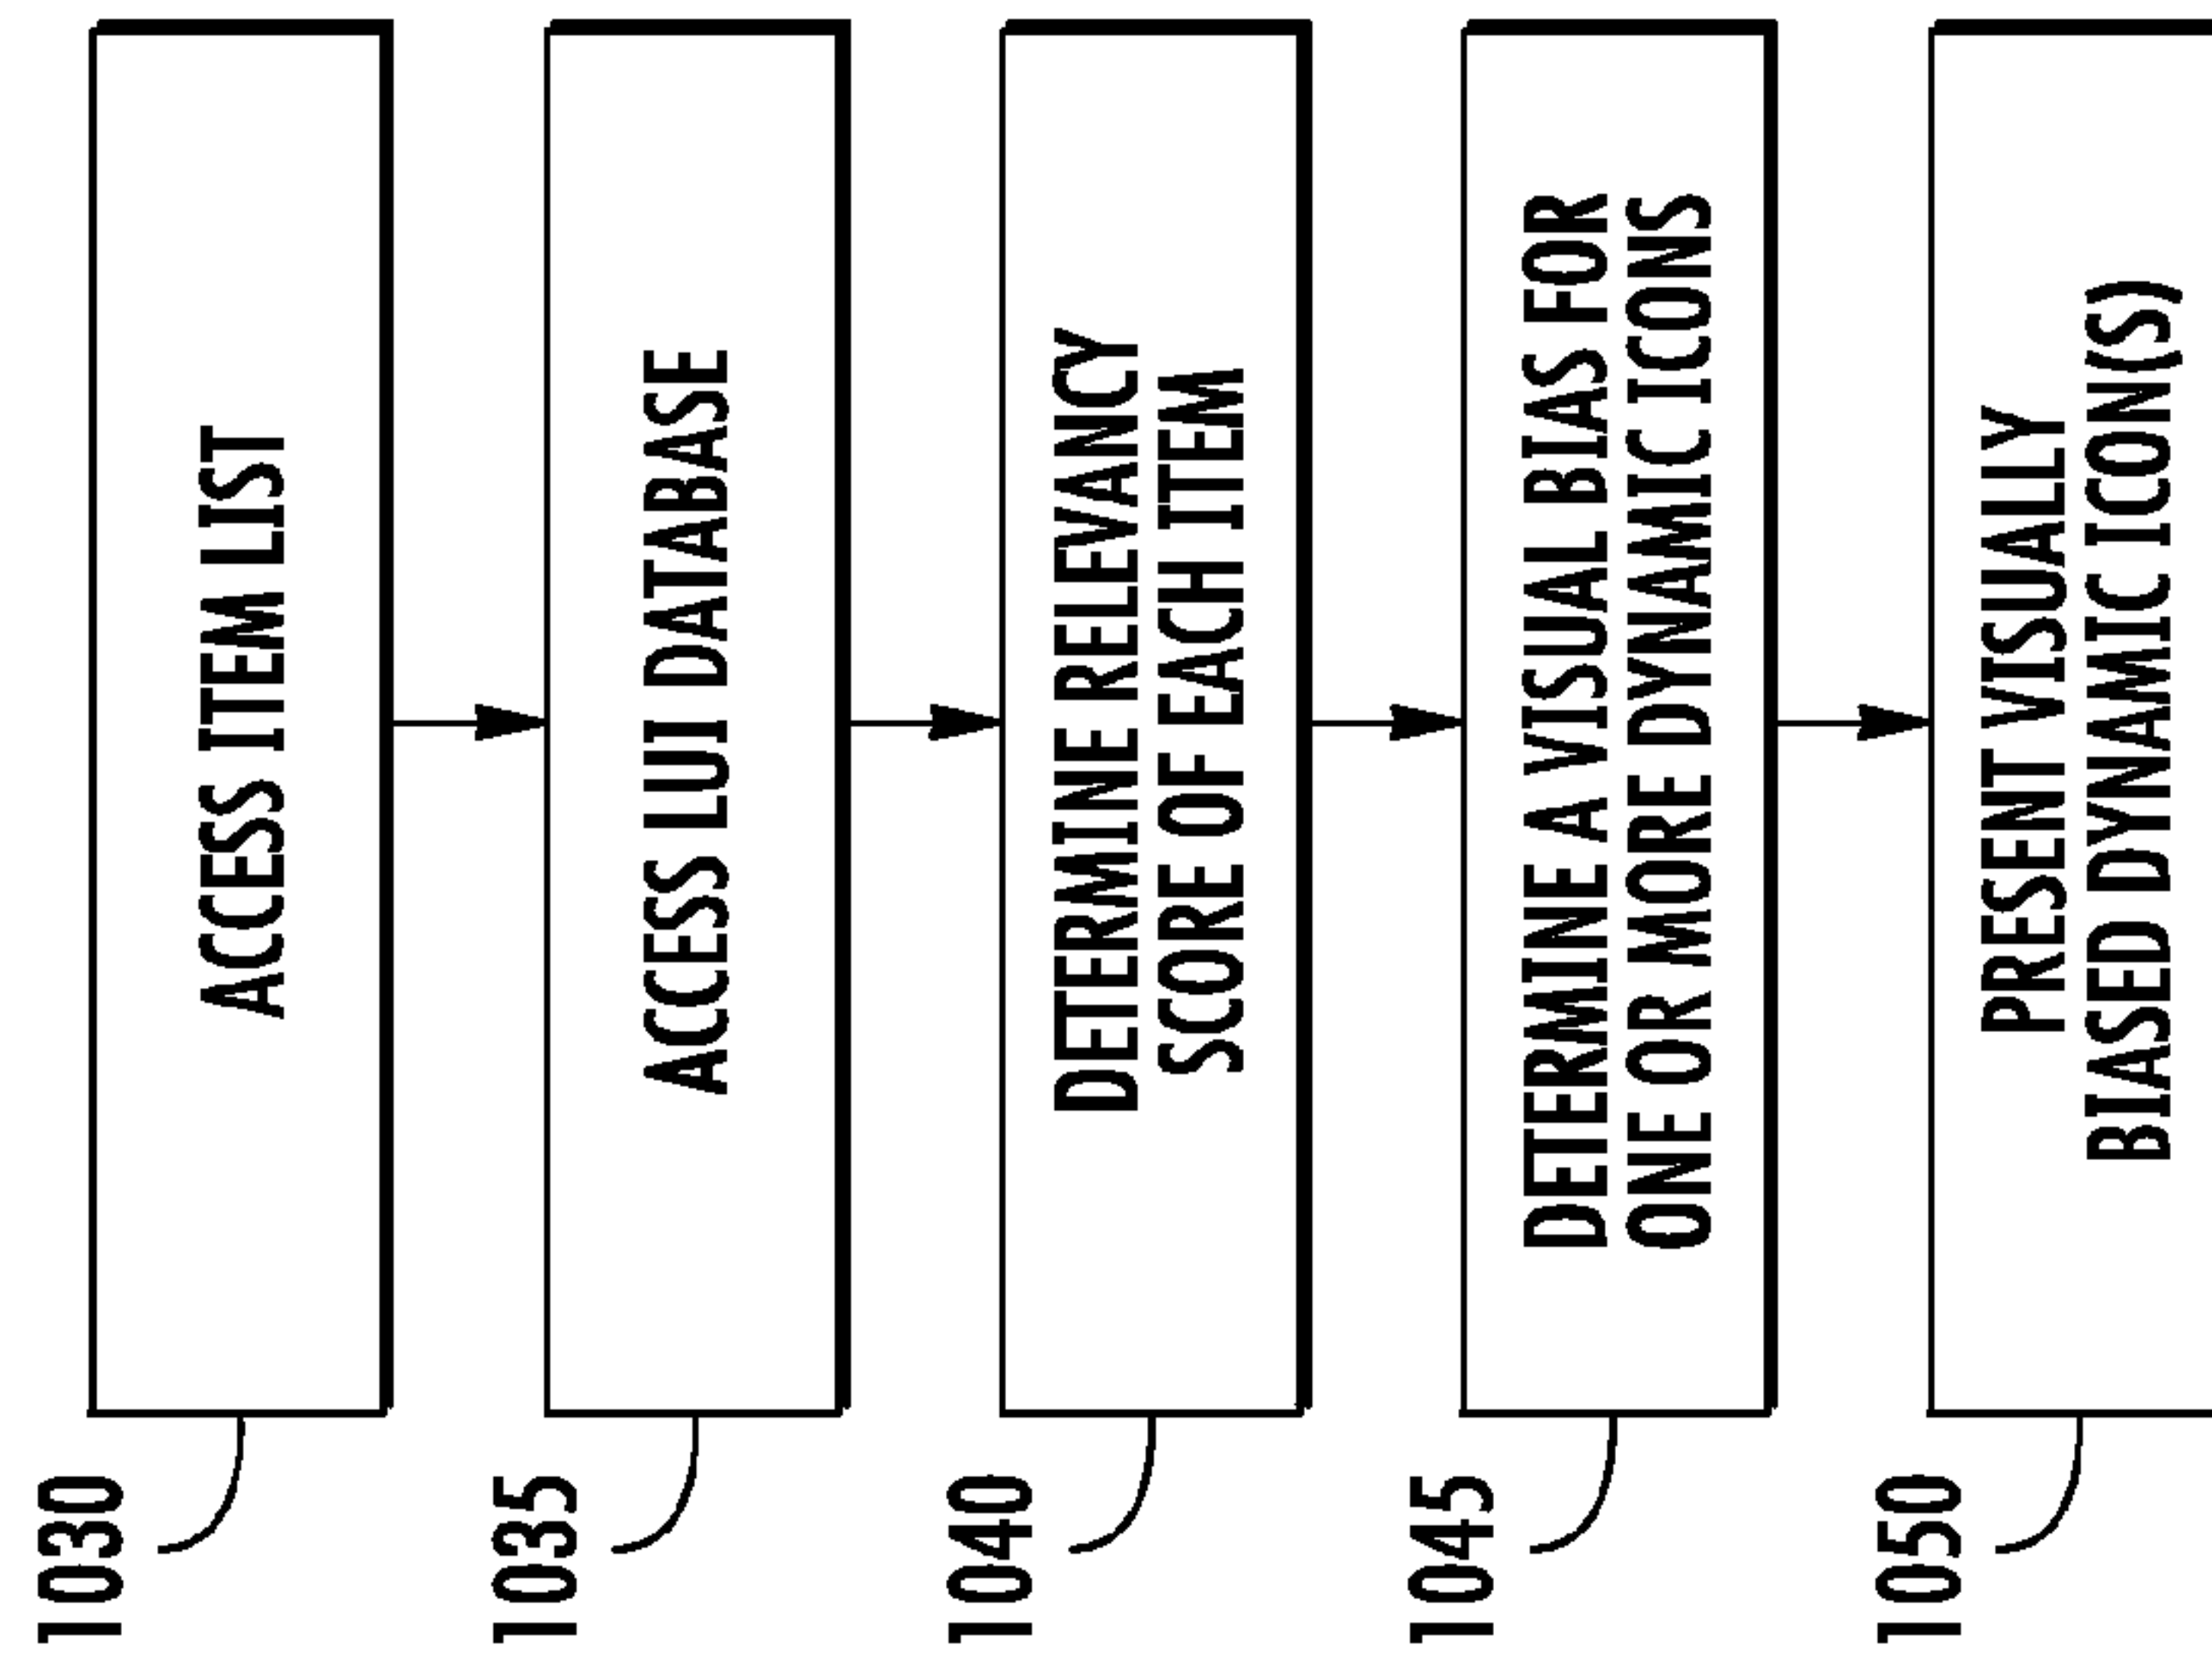 1030
ACCESS ITEM LIST
1035
ACCESS LUI DATABASE
1040
DETERMINE RELEVANCY
SCORE OF EACH ITEM
1045
DETERMINE A VISUAL BIAS FOR
ONE OR MORE DYNAMIC ICONS
1050
PRESENT VISUALLY
BIASED DYNAMIC ICON(S)